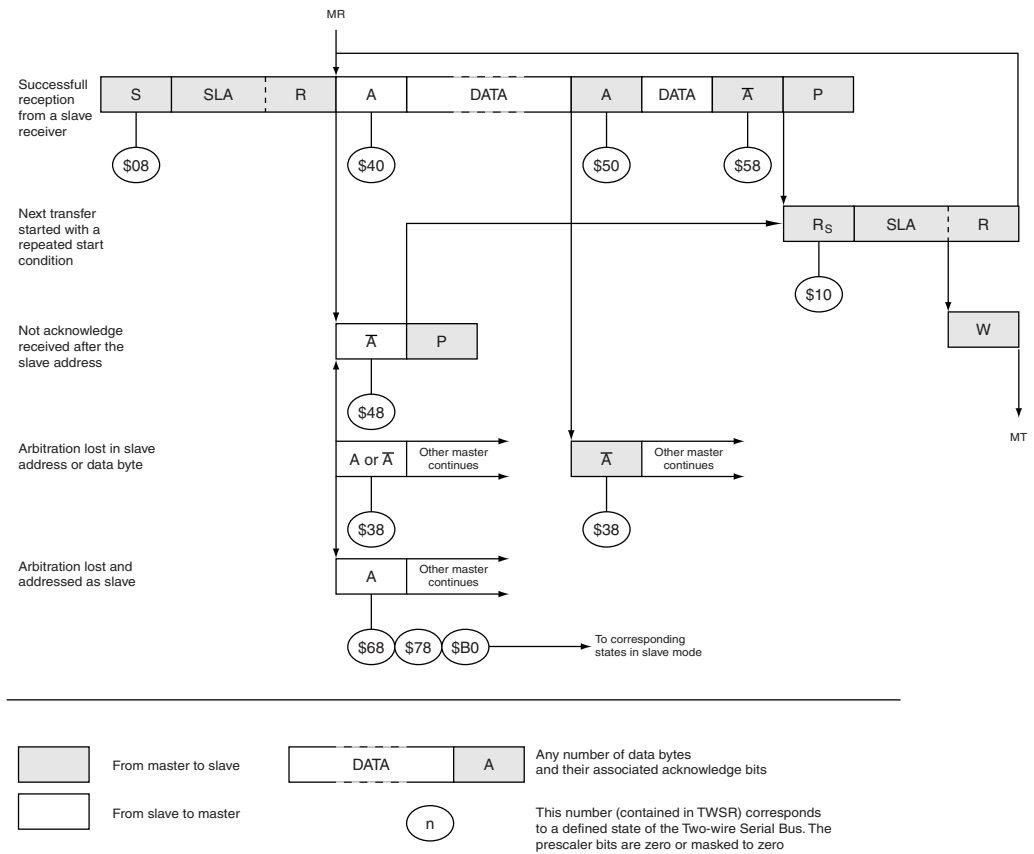 MR
Successfull
reception
from a slave
receiver
S SLA R A DATA A DATA A̅ P
$08 $40 $50 $58
Next transfer
started with a
repeated start
condition
RS SLA R
$10
Not acknowledge
received after the
slave address
A̅ P
W
$48
MT
Arbitration lost in slave
address or data byte
A or A̅
Other master
continues
A̅
Other master
continues
$38 $38
Arbitration lost and
addressed as slave
A
Other master
continues
$68 $78 $B0
To corresponding
states in slave mode
From master to slave
DATA A
Any number of data bytes
and their associated acknowledge bits
From slave to master
n
This number (contained in TWSR) corresponds
to a defined state of the Two-wire Serial Bus. The
prescaler bits are zero or masked to zero